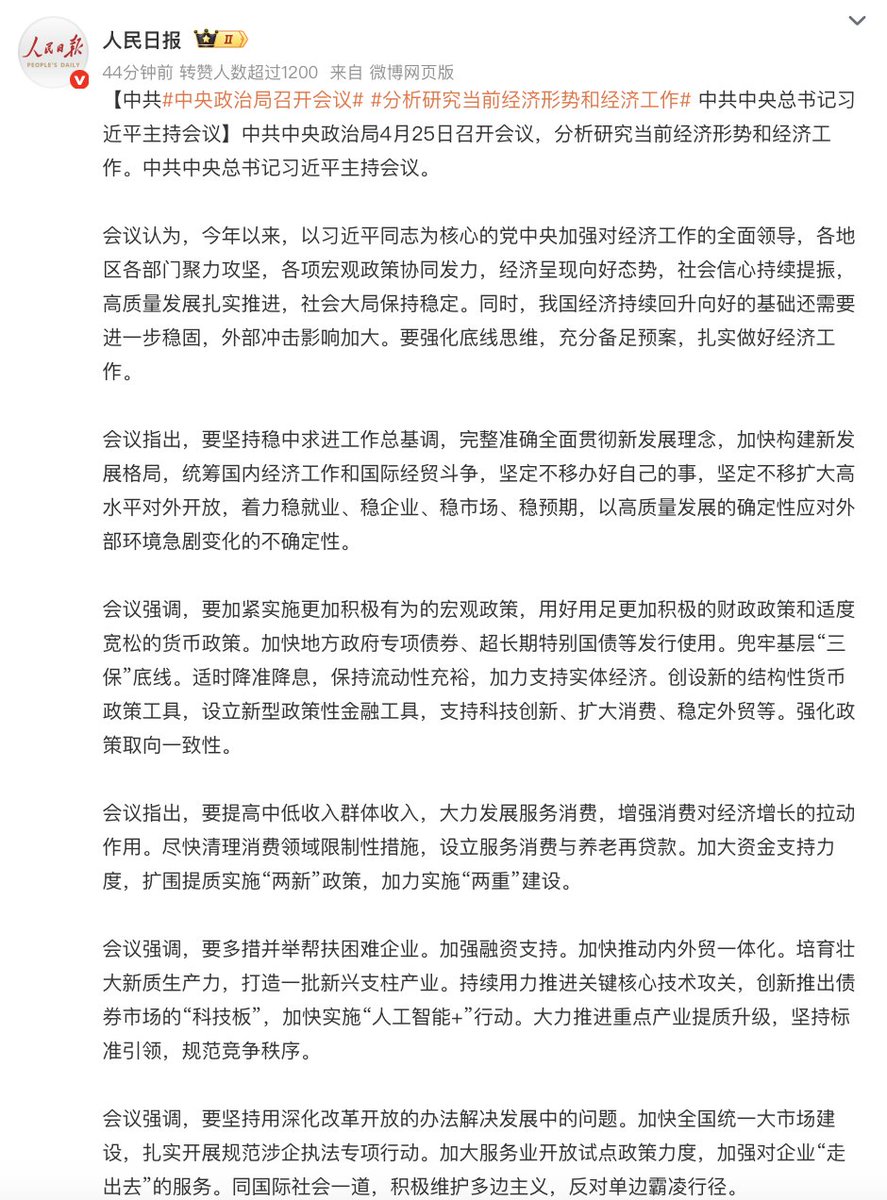 人民日报
PEOPLE'S DAILY
人民日报 II
44分钟前 转赞人数超过1200 来自 微博网页版
【中共#中央政治局召开会议# #分析研究当前经济形势和经济工作# 中共中央总书记习
近平主持会议】中共中央政治局4月25日召开会议，分析研究当前经济形势和经济工
作。中共中央总书记习近平主持会议。
会议认为，今年以来，以习近平同志为核心的党中央加强对经济工作的全面领导，各地
区各部门聚力攻坚，各项宏观政策协同发力，经济呈现向好态势，社会信心持续提振，
高质量发展扎实推进，社会大局保持稳定。同时，我国经济持续回升向好的基础还需要
进一步稳固，外部冲击影响加大。要强化底线思维，充分备足预案，扎实做好经济工
作。
会议指出，要坚持稳中求进工作总基调，完整准确全面贯彻新发展理念，加快构建新发
展格局，统筹国内经济工作和国际经贸斗争，坚定不移办好自己的事，坚定不移扩大高
水平对外开放，着力稳就业、稳企业、稳市场、稳预期，以高质量发展的确定性应对外
部环境急剧变化的不确定性。
会议强调，要加紧实施更加积极有为的宏观政策，用好用足更加积极的财政政策和适度
宽松的货币政策。加快地方政府专项债券、超长期特别国债等发行使用。兜牢基层“三
保”底线。适时降准降息，保持流动性充裕，加力支持实体经济。创设新的结构性货币
政策工具，设立新型政策性金融工具，支持科技创新、扩大消费、稳定外贸等。强化政
策取向一致性。
会议指出，要提高中低收入群体收入，大力发展服务消费，增强消费对经济增长的拉动
作用。尽快清理消费领域限制性措施，设立服务消费与养老再贷款。加大资金支持力
度，扩围提质实施“两新”政策，加力实施“两重”建设。
会议强调，要多措并举帮扶困难企业。加强融资支持。加快推动内外贸一体化。培育壮
大新质生产力，打造一批新兴支柱产业。持续用力推进关键核心技术攻关，创新推出债
券市场的“科技板”，加快实施“人工智能+”行动。大力推进重点产业提质升级，坚持标
准引领，规范竞争秩序。
会议强调，要坚持用深化改革开放的办法解决发展中的问题。加快全国统一大市场建
设，扎实开展规范涉企执法专项行动。加大服务业开放试点政策力度，加强对企业“走
出去”的服务。同国际社会一道，积极维护多边主义，反对单边霸凌行径。